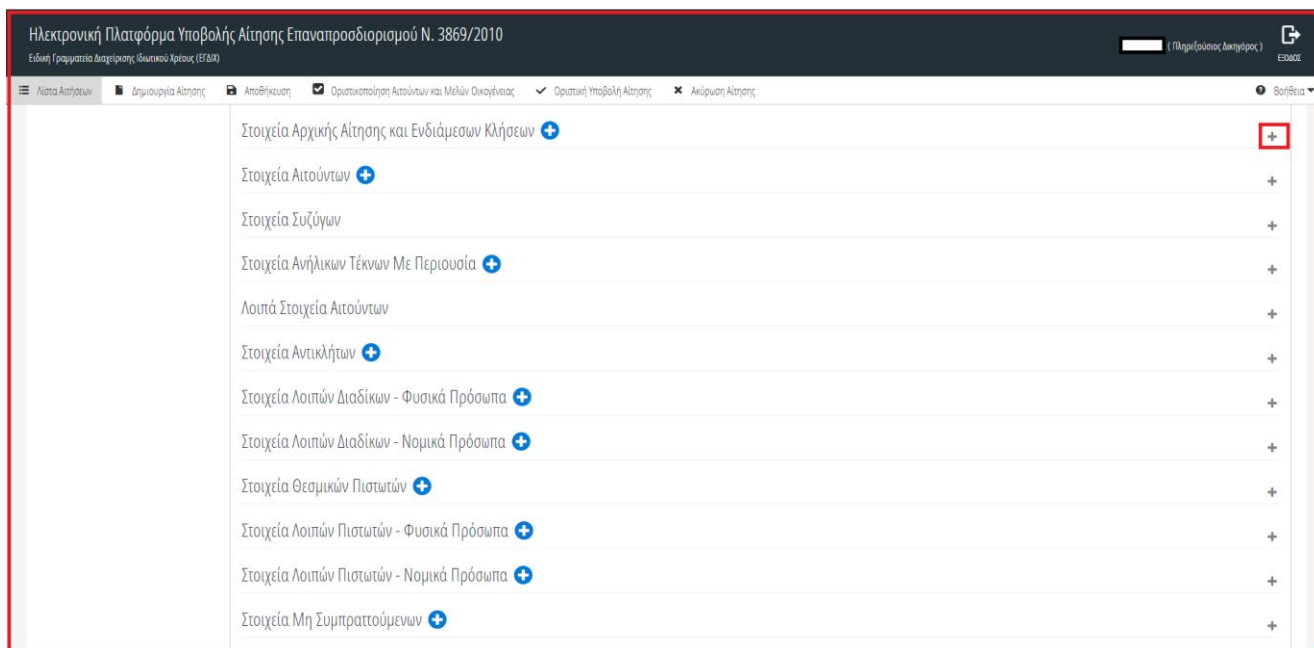 Ηλεκτρονική Πλατφόρμα Υποβολής Αίτησης Επαναπροσδιορισμού Ν. 3869/2010
Ειδική Γραμματεία Διαχείρισης Ιδιωτικού Χρέους (ΕΓΔΙΧ)
( Πληρεξούσιος Δικηγόρος )
ΕΞΟΔΟΣ
Λίστα Αιτήσεων Δημιουργία Αίτησης Αποθήκευση Οριστικοποίηση Αιτούντων και Μελών Οικογένειας Οριστική Υποβολή Αίτησης Ακύρωση Αίτησης Βοήθεια
Στοιχεία Αρχικής Αίτησης και Ενδιάμεσων Κλήσεων
Στοιχεία Αιτούντων
Στοιχεία Συζύγων
Στοιχεία Ανήλικων Τέκνων Με Περιουσία
Λοιπά Στοιχεία Αιτούντων
Στοιχεία Αντικλήτων
Στοιχεία Λοιπών Διαδίκων - Φυσικά Πρόσωπα
Στοιχεία Λοιπών Διαδίκων - Νομικά Πρόσωπα
Στοιχεία Θεσμικών Πιστωτών
Στοιχεία Λοιπών Πιστωτών - Φυσικά Πρόσωπα
Στοιχεία Λοιπών Πιστωτών - Νομικά Πρόσωπα
Στοιχεία Μη Συμπραττούμενων